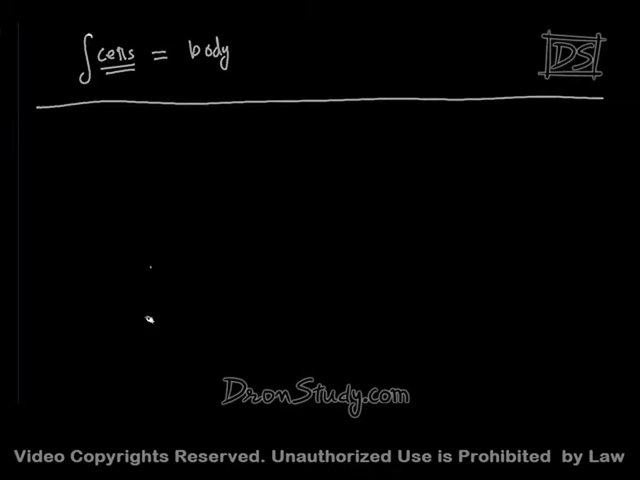 ∫cells = body
DS
DronStudy.com
Video Copyrights Reserved. Unauthorized Use is Prohibited by Law